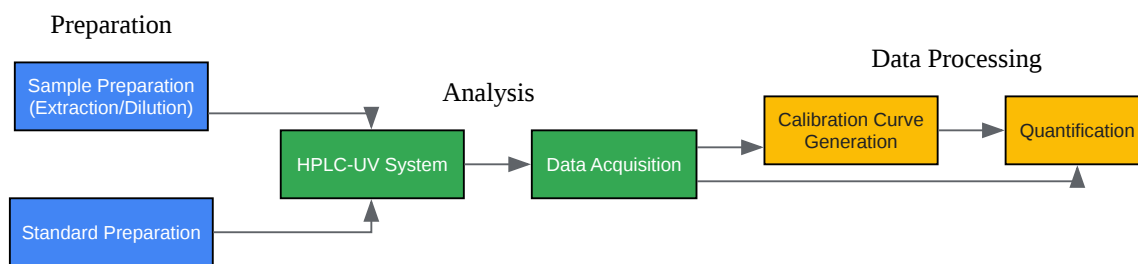 Preparation
Sample Preparation
(Extraction/Dilution)
Standard Preparation
Analysis
HPLC-UV System
Data Acquisition
Data Processing
Calibration Curve
Generation
Quantification